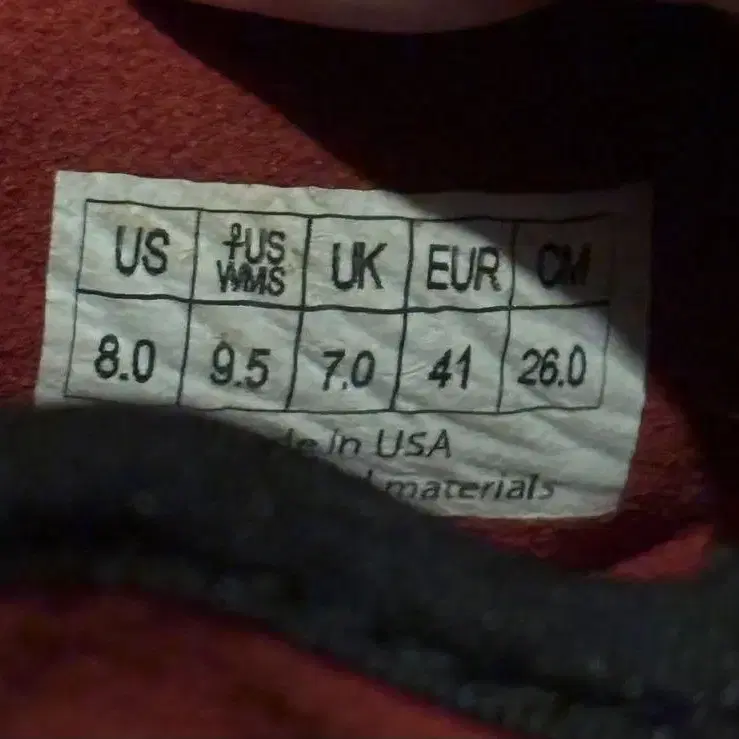 US ♀US WMS UK EUR CM
8.0 9.5 7.0 41 26.0
in USA
materials